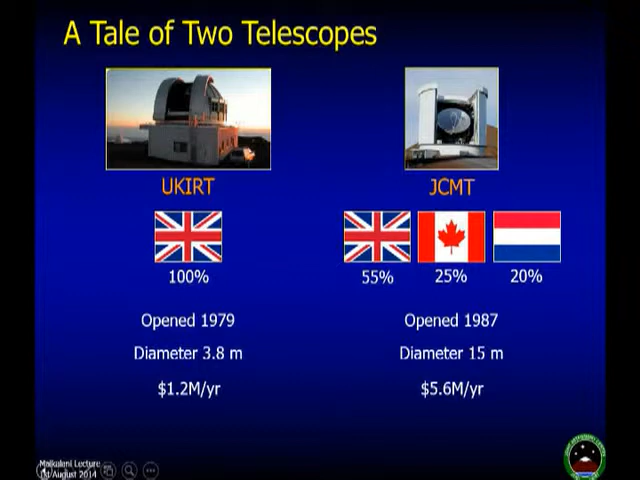 A Tale of Two Telescopes
UKIRT
JCMT
100%
55%
25%
20%
Opened 1979
Opened 1987
Diameter 3.8 m
Diameter 15 m
$1.2M/yr
$5.6M/yr
Lecture
1st August 2014